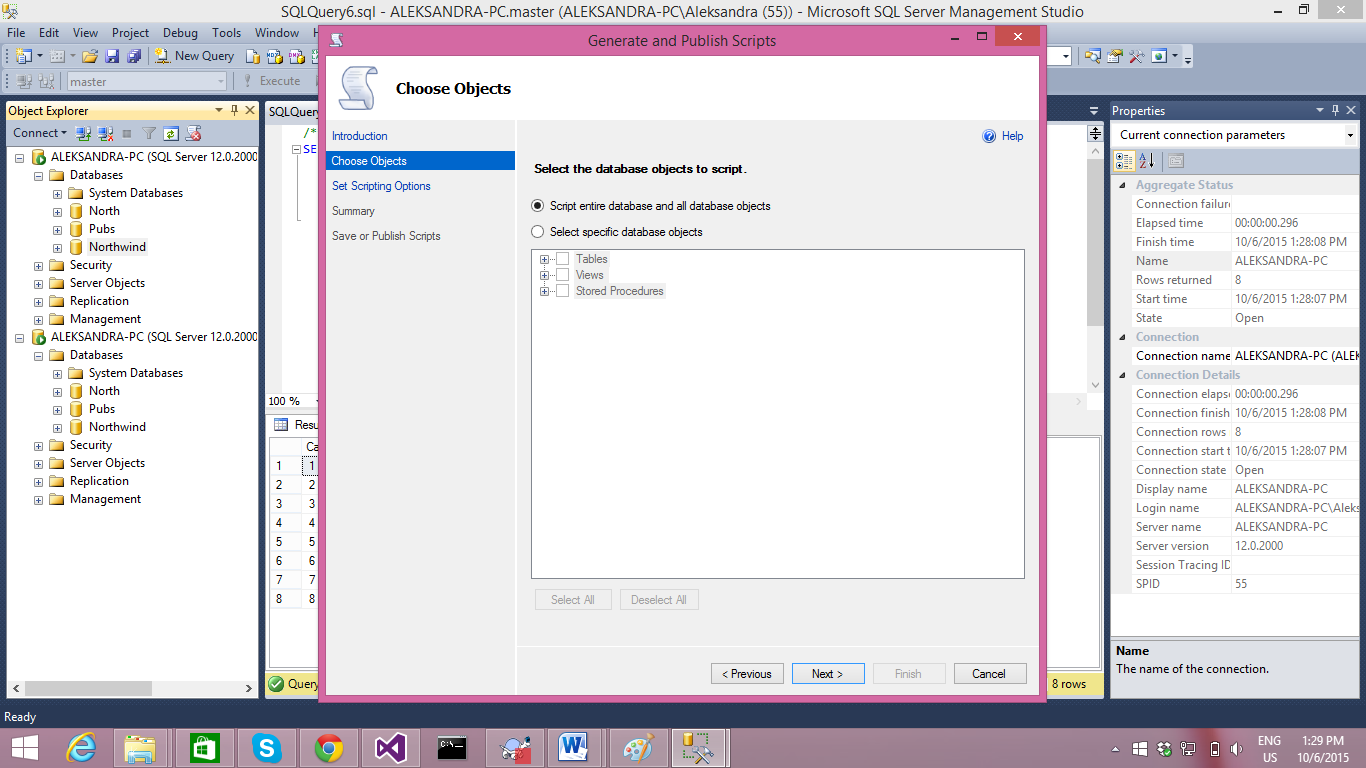 SQLQuery6.sql - ALEKSANDRA-PC.master (ALEKSANDRA-PC\Aleksandra (55)) - Microsoft SQL Server Management Studio
File Edit View Project Debug Tools Window
New Query
master
Execute
Object Explorer
Connect
ALEKSANDRA-PC (SQL Server 12.0.2000
Databases
System Databases
North
Pubs
Northwind
Security
Server Objects
Replication
Management
ALEKSANDRA-PC (SQL Server 12.0.2000
Databases
System Databases
North
Pubs
Northwind
Security
Server Objects
Replication
Management
SQLQuery
/*
SE
100 %
Resu
Ca
1 1
2 2
3 3
4 4
5 5
6 6
7 7
8 8
Query
8 rows
Generate and Publish Scripts
Choose Objects
Introduction
Choose Objects
Set Scripting Options
Summary
Save or Publish Scripts
Help
Select the database objects to script.
Script entire database and all database objects
Select specific database objects
Tables
Views
Stored Procedures
Select All
Deselect All
< Previous
Next >
Finish
Cancel
Properties
Current connection parameters
Aggregate Status
Connection failure
Elapsed time 00:00:00.296
Finish time 10/6/2015 1:28:08 PM
Name ALEKSANDRA-PC
Rows returned 8
Start time 10/6/2015 1:28:07 PM
State Open
Connection
Connection name ALEKSANDRA-PC (ALEK
Connection Details
Connection elapse 00:00:00.296
Connection finish 10/6/2015 1:28:08 PM
Connection rows 8
Connection start t 10/6/2015 1:28:07 PM
Connection state Open
Display name ALEKSANDRA-PC
Login name ALEKSANDRA-PC\Aleks
Server name ALEKSANDRA-PC
Server version 12.0.2000
Session Tracing ID
SPID 55
Name
The name of the connection.
Ready
ENG
US
1:29 PM
10/6/2015